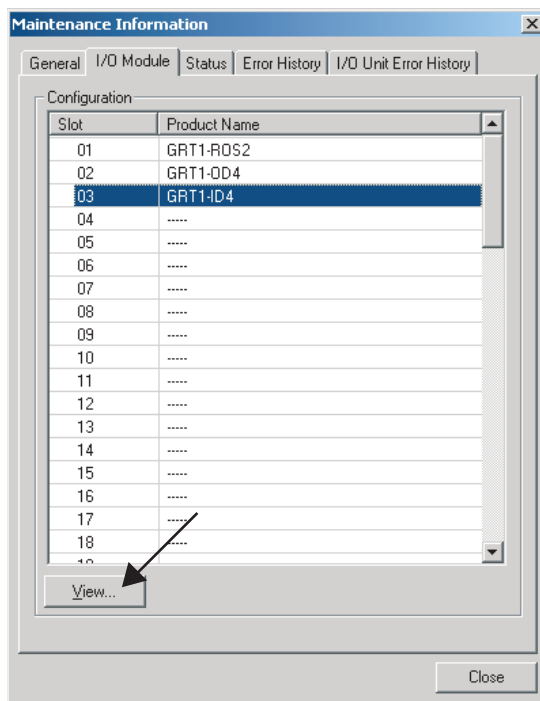 Maintenance Information
General I/O Module Status Error History I/O Unit Error History
Configuration
Slot Product Name
01 GRT1-ROS2
02 GRT1-OD4
03 GRT1-ID4
04 -----
05 -----
06 -----
07 -----
08 -----
09 -----
10 -----
11 -----
12 -----
13 -----
14 -----
15 -----
16 -----
17 -----
18 -----
View...
Close